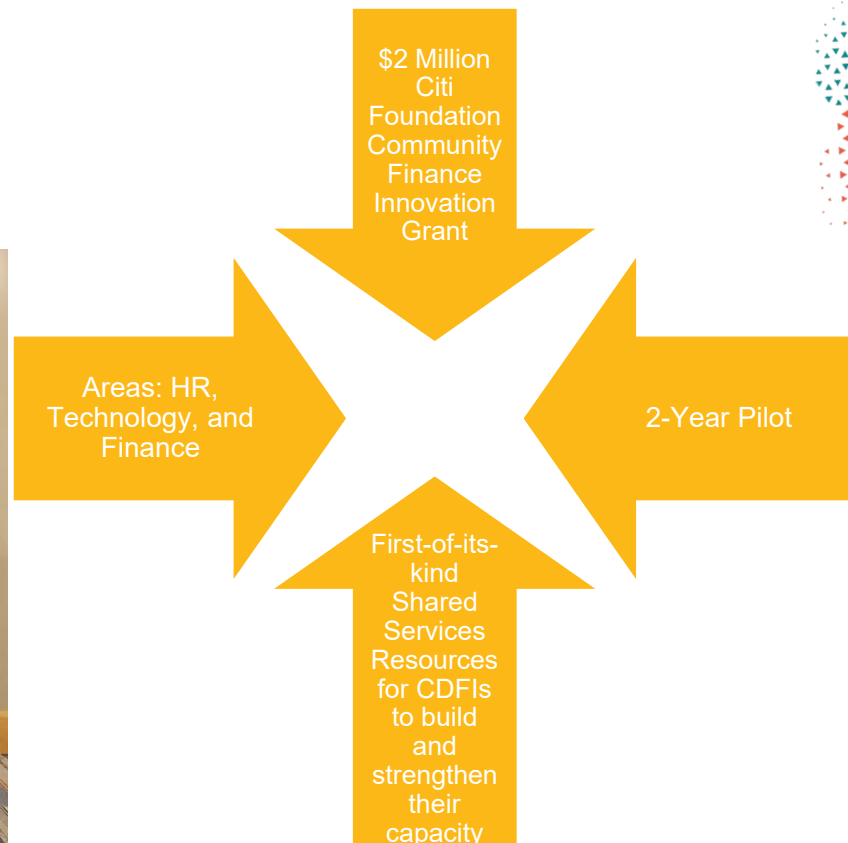 $2 Million
Citi
Foundation
Community
Finance
Innovation
Grant
Areas: HR,
Technology, and
Finance
2-Year Pilot
First-of-its-
kind
Shared
Services
Resources
for CDFIs
to build
and
strengthen
their
capacity